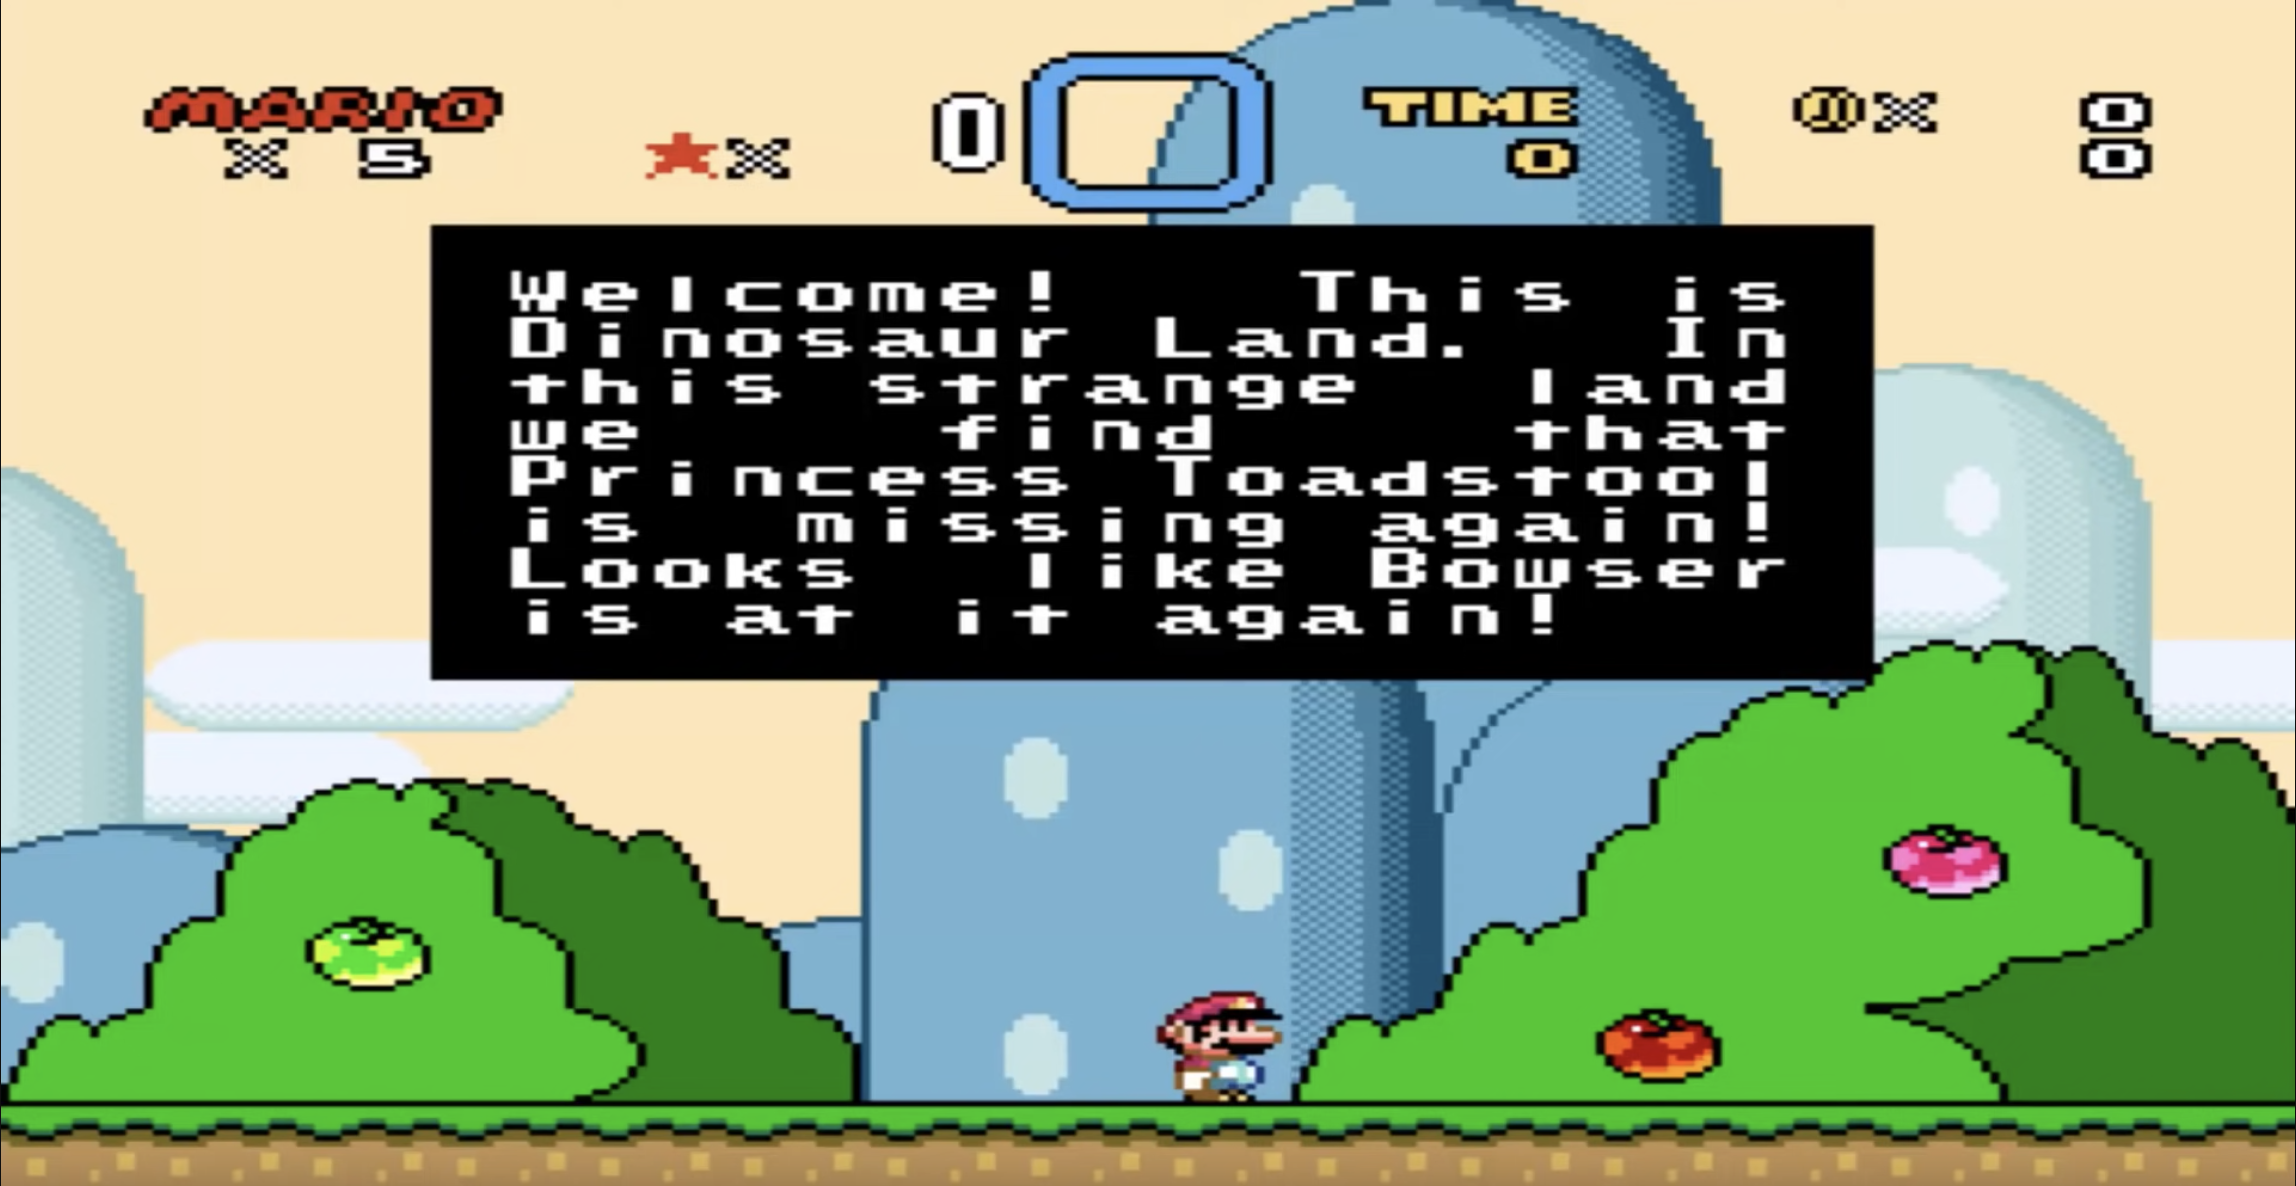 MARIO
× 5
★×
0
TIME
0
×
0
0
Welcome! This is
Dinosaur Land. In
this strange land
we find that
Princess Toadstool
is missing again!
Looks like Bowser
is at it again!